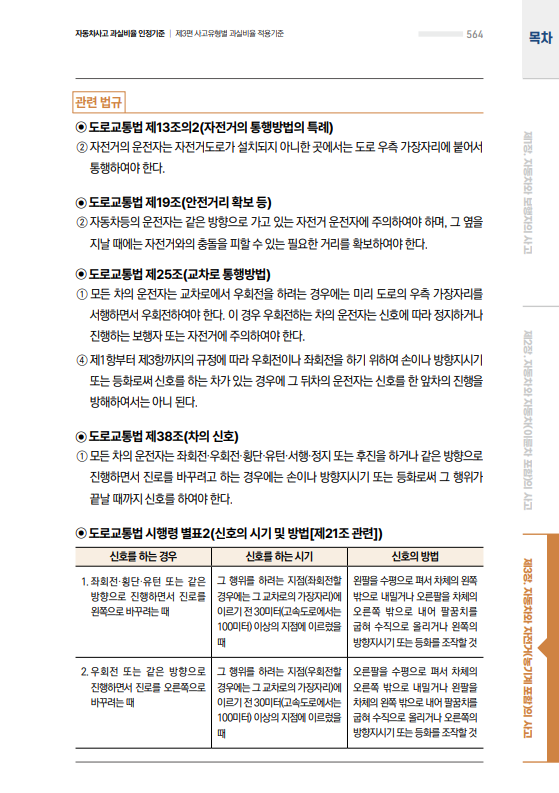 자동차사고 과실비율 인정기준 | 제3편 사고유형별 과실비율 적용기준
564
목차
관련 법규
◉ 도로교통법 제13조의2(자전거의 통행방법의 특례)
② 자전거의 운전자는 자전거도로가 설치되지 아니한 곳에서는 도로 우측 가장자리에 붙어서
통행하여야 한다.
◉ 도로교통법 제19조(안전거리 확보 등)
② 자동차등의 운전자는 같은 방향으로 가고 있는 자전거 운전자에 주의하여야 하며, 그 옆을
지날 때에는 자전거와의 충돌을 피할 수 있는 필요한 거리를 확보하여야 한다.
◉ 도로교통법 제25조(교차로 통행방법)
① 모든 차의 운전자는 교차로에서 우회전을 하려는 경우에는 미리 도로의 우측 가장자리를
서행하면서 우회전하여야 한다. 이 경우 우회전하는 차의 운전자는 신호에 따라 정지하거나
진행하는 보행자 또는 자전거에 주의하여야 한다.
④ 제1항부터 제3항까지의 규정에 따라 우회전이나 좌회전을 하기 위하여 손이나 방향지시기
또는 등화로써 신호를 하는 차가 있는 경우에 그 뒤차의 운전자는 신호를 한 앞차의 진행을
방해하여서는 아니 된다.
◉ 도로교통법 제38조(차의 신호)
① 모든 차의 운전자는 좌회전·우회전·횡단·유턴·서행·정지 또는 후진을 하거나 같은 방향으로
진행하면서 진로를 바꾸려고 하는 경우에는 손이나 방향지시기 또는 등화로써 그 행위가
끝날 때까지 신호를 하여야 한다.
◉ 도로교통법 시행령 별표2(신호의 시기 및 방법[제21조 관련])
신호를 하는 경우
신호를 하는 시기
신호의 방법
1. 좌회전·횡단·유턴 또는 같은
방향으로 진행하면서 진로를
왼쪽으로 바꾸려는 때
그 행위를 하려는 지점(좌회전할
경우에는 그 교차로의 가장자리)에
이르기 전 30미터(고속도로에서는
100미터) 이상의 지점에 이르렀을
때
왼팔을 수평으로 펴서 차체의 왼쪽
밖으로 내밀거나 오른팔을 차체의
오른쪽 밖으로 내어 팔꿈치를
굽혀 수직으로 올리거나 왼쪽의
방향지시기 또는 등화를 조작할 것
2. 우회전 또는 같은 방향으로
진행하면서 진로를 오른쪽으로
바꾸려는 때
그 행위를 하려는 지점(우회전할
경우에는 그 교차로의 가장자리)에
이르기 전 30미터(고속도로에서는
100미터) 이상의 지점에 이르렀을
때
오른팔을 수평으로 펴서 차체의
오른쪽 밖으로 내밀거나 왼팔을
차체의 왼쪽 밖으로 내어 팔꿈치를
굽혀 수직으로 올리거나 오른쪽의
방향지시기 또는 등화를 조작할 것
제1장. 자동차와 보행자의 사고
제2장. 자동차와 자동차(이륜차 포함)의 사고
제3장. 자동차와 자전거(농기계 포함)의 사고